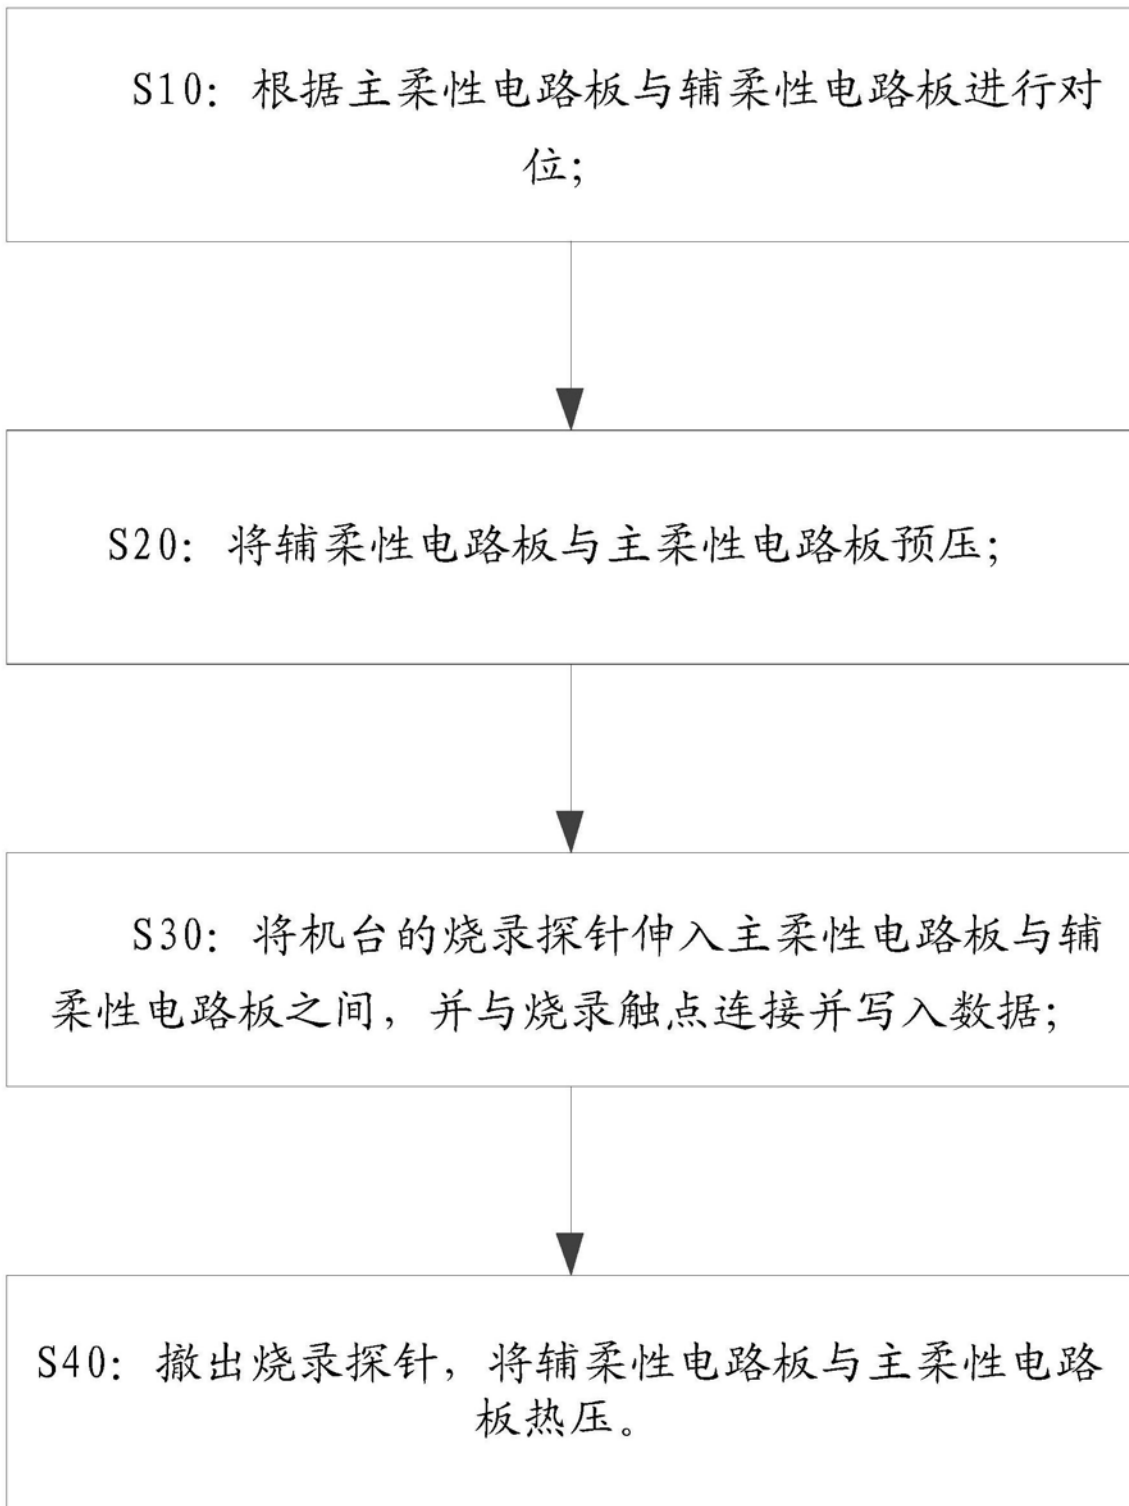 S10：根据主柔性电路板与辅柔性电路板进行对
位；
S20：将辅柔性电路板与主柔性电路板预压；
S30：将机台的烧录探针伸入主柔性电路板与辅
柔性电路板之间，并与烧录触点连接并写入数据；
S40：撤出烧录探针，将辅柔性电路板与主柔性电路
板热压。